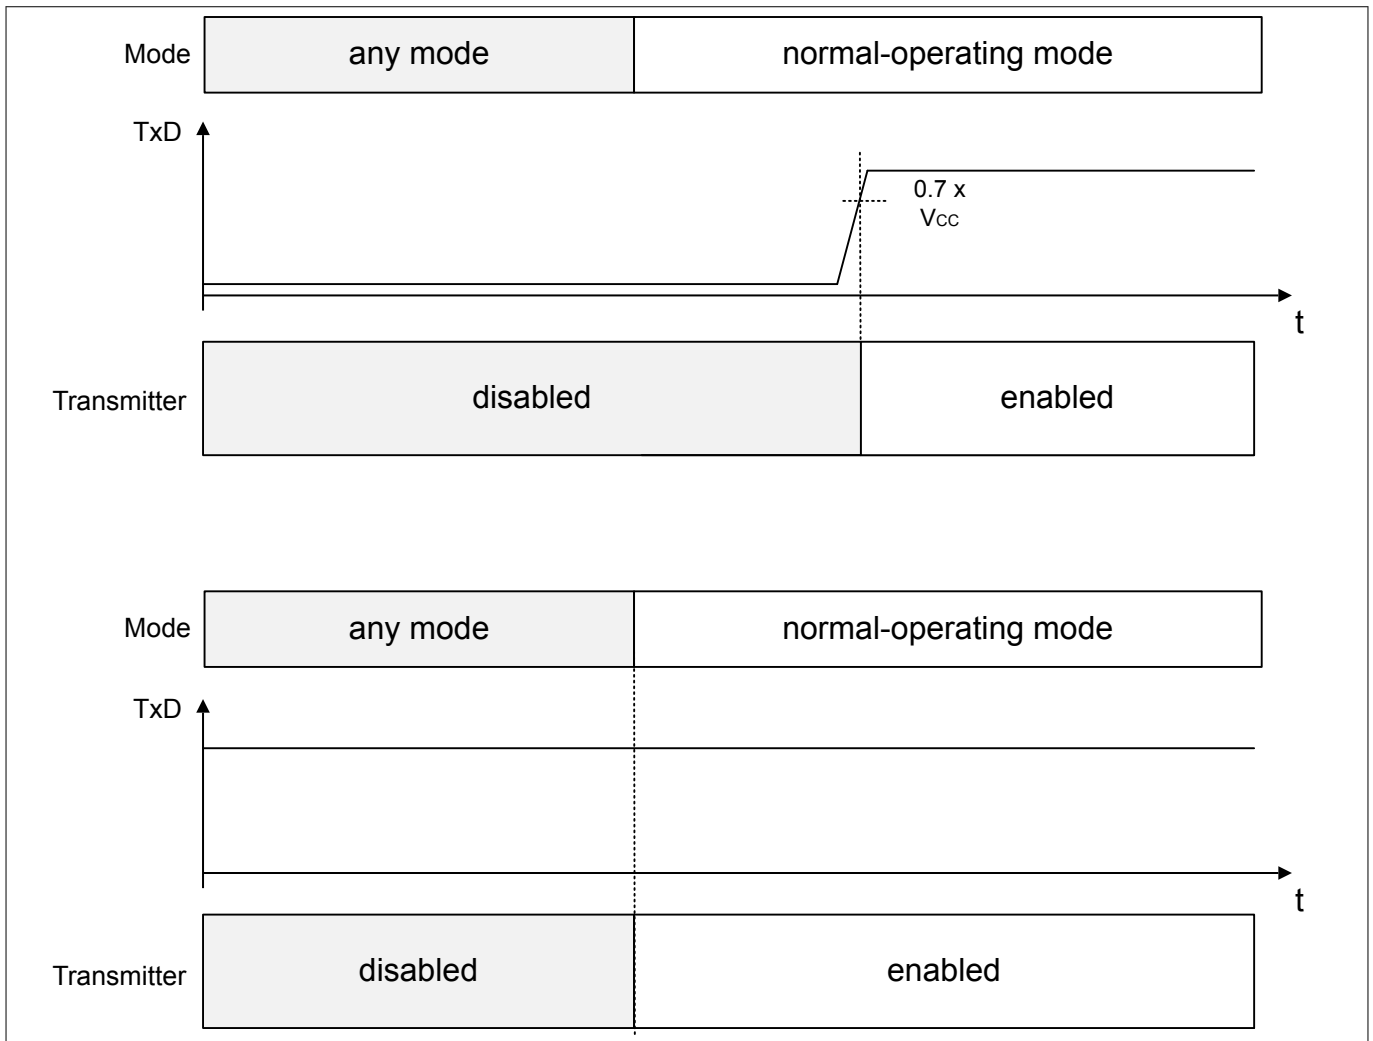 Mode any mode normal-operating mode
TxD
0.7 x
VCC
t
Transmitter disabled enabled
Mode any mode normal-operating mode
TxD
t
Transmitter disabled enabled